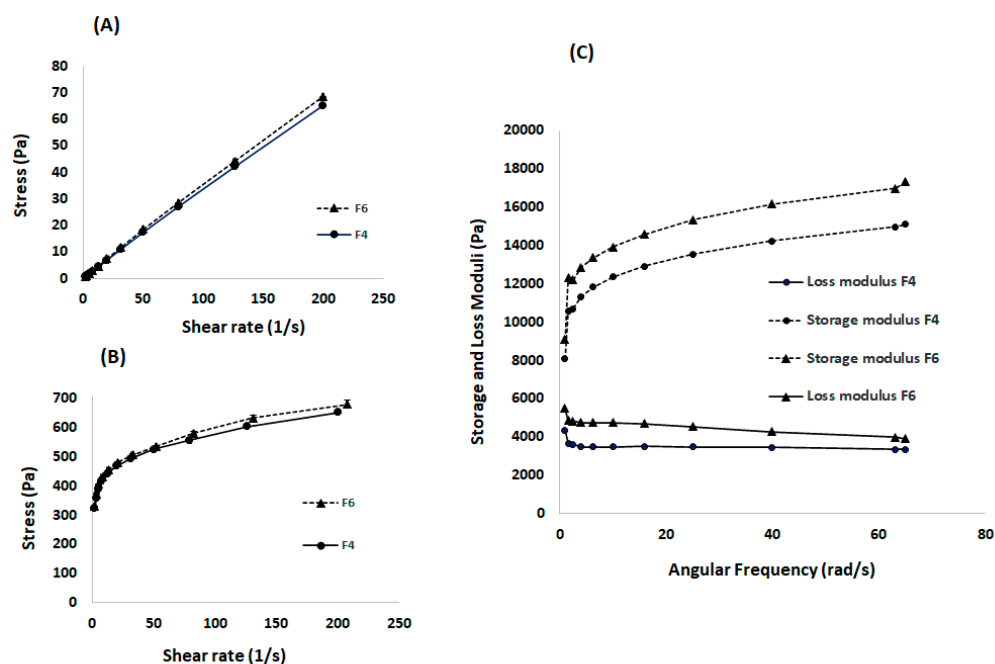 (A)
80
70
60
50
40
30
20
10
0
Stress (Pa)
0 50 100 150 200 250
Shear rate (1/s)
F6
F4
(B)
700
600
500
400
300
200
100
0
Stress (Pa)
0 50 100 150 200 250
Shear rate (1/s)
F6
F4
(C)
20000
18000
16000
14000
12000
10000
8000
6000
4000
2000
0
Storage and Loss Moduli (Pa)
0 20 40 60 80
Angular Frequency (rad/s)
Loss modulus F4
Storage modulus F4
Storage modulus F6
Loss modulus F6